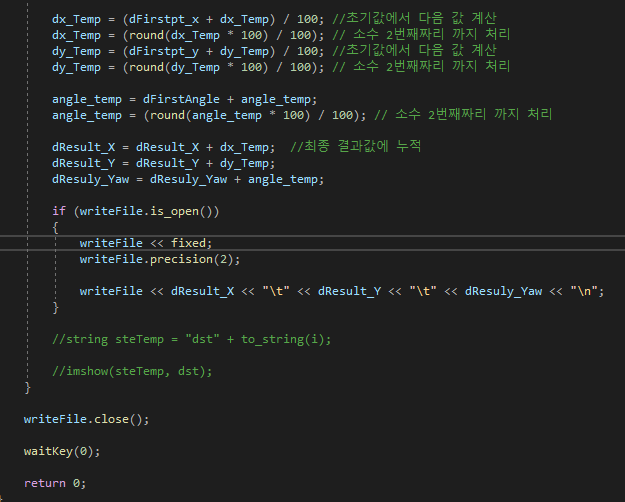 dx_Temp = (dFirstpt_x + dx_Temp) / 100; //초기값에서 다음 값 계산
dx_Temp = (round(dx_Temp * 100) / 100); // 소수 2번째짜리 까지 처리
dy_Temp = (dFirstpt_y + dy_Temp) / 100; //초기값에서 다음 값 계산
dy_Temp = (round(dy_Temp * 100) / 100); // 소수 2번째짜리 까지 처리
angle_temp = dFirstAngle + angle_temp;
angle_temp = (round(angle_temp * 100) / 100); // 소수 2번째짜리 까지 처리
dResult_X = dResult_X + dx_Temp;  //최종 결과값에 누적
dResult_Y = dResult_Y + dy_Temp;
dResuly_Yaw = dResuly_Yaw + angle_temp;
if (writeFile.is_open())
{
writeFile << fixed;
writeFile.precision(2);
writeFile << dResult_X << "\t" << dResult_Y << "\t" << dResuly_Yaw << "\n";
}
//string steTemp = "dst" + to_string(i);
//imshow(steTemp, dst);
}
writeFile.close();
waitKey(0);
return 0;